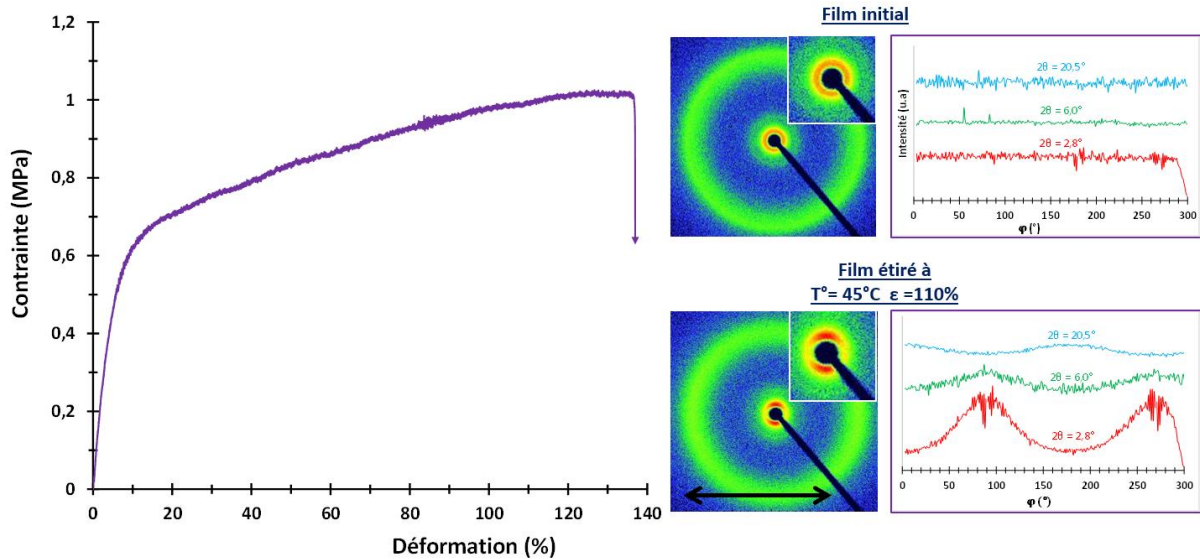 Contrainte (MPa)
1,2
1
0,8
0,6
0,4
0,2
0
0
20
40
60
80
100
120
140
Déformation (%)
Film initial
Intensité (u.a)
2θ = 20,5°
2θ = 6,0°
2θ = 2,8°
0
50
100
150
200
250
300
φ (°)
Film étiré à
T°= 45°C ε =110%
2θ = 20,5°
2θ = 6,0°
2θ = 2,8°
0
50
100
150
200
250
300
φ (°)